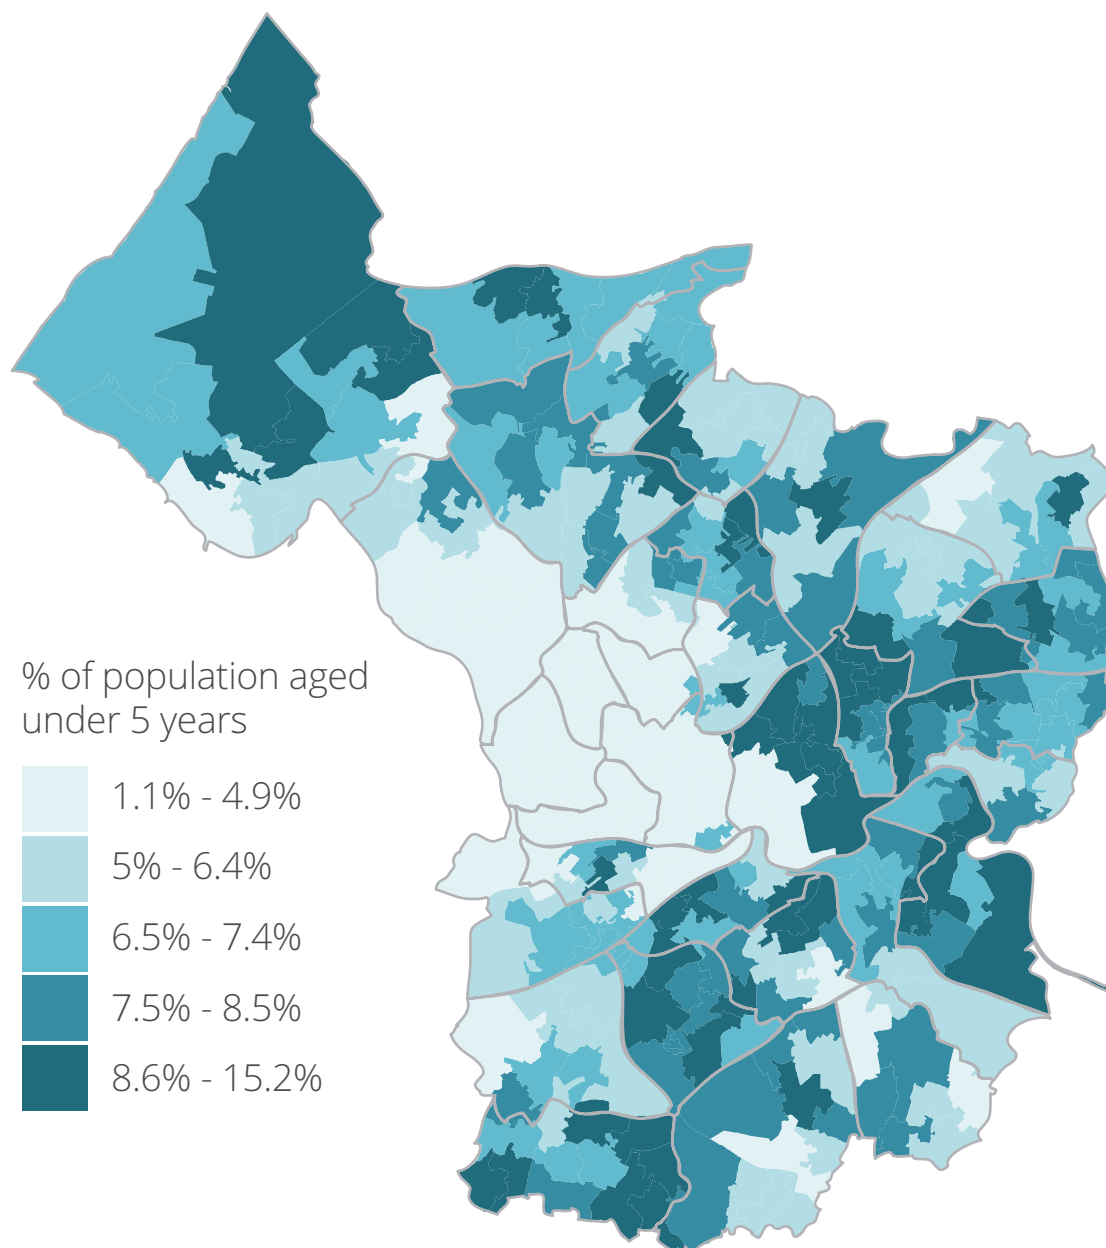 % of population aged
under 5 years
1.1% - 4.9%
5% - 6.4%
6.5% - 7.4%
7.5% - 8.5%
8.6% - 15.2%